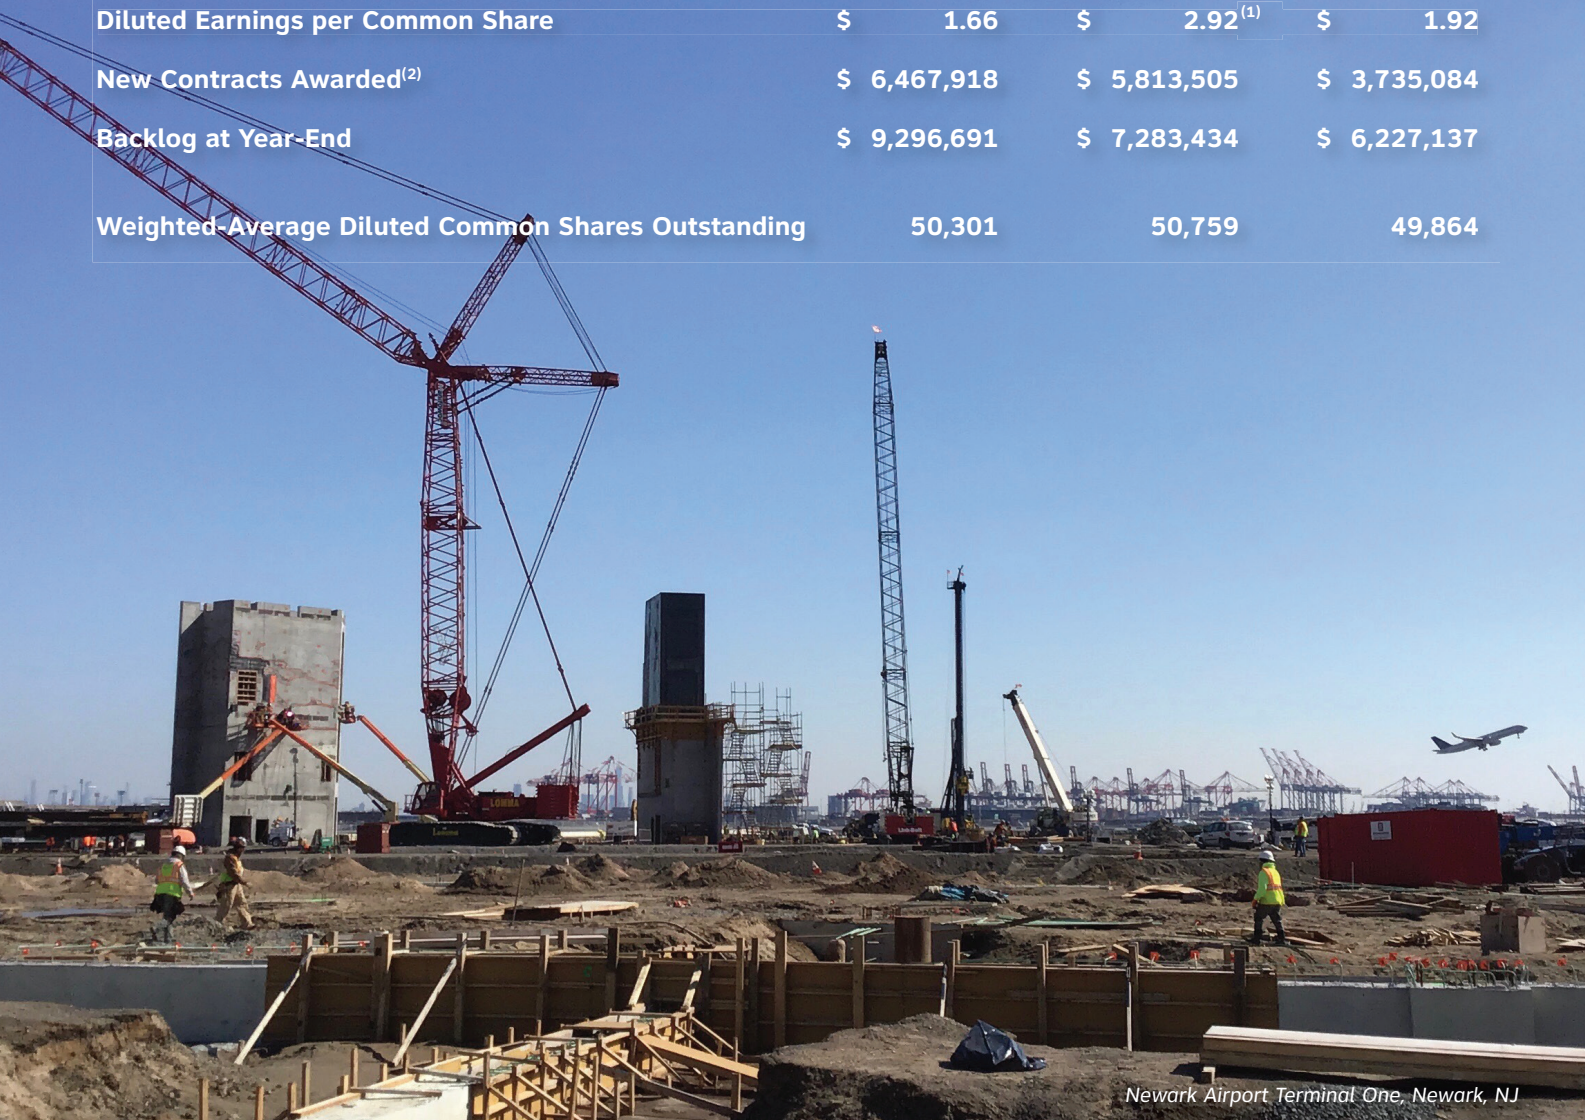 Diluted Earnings per Common Share $ 1.66 $ 2.92(1) $ 1.92
New Contracts Awarded(2) $ 6,467,918 $ 5,813,505 $ 3,735,084
Backlog at Year-End $ 9,296,691 $ 7,283,434 $ 6,227,137
Weighted-Average Diluted Common Shares Outstanding 50,301 50,759 49,864
LOMMA
Lomma
Newark Airport Terminal One, Newark, NJ